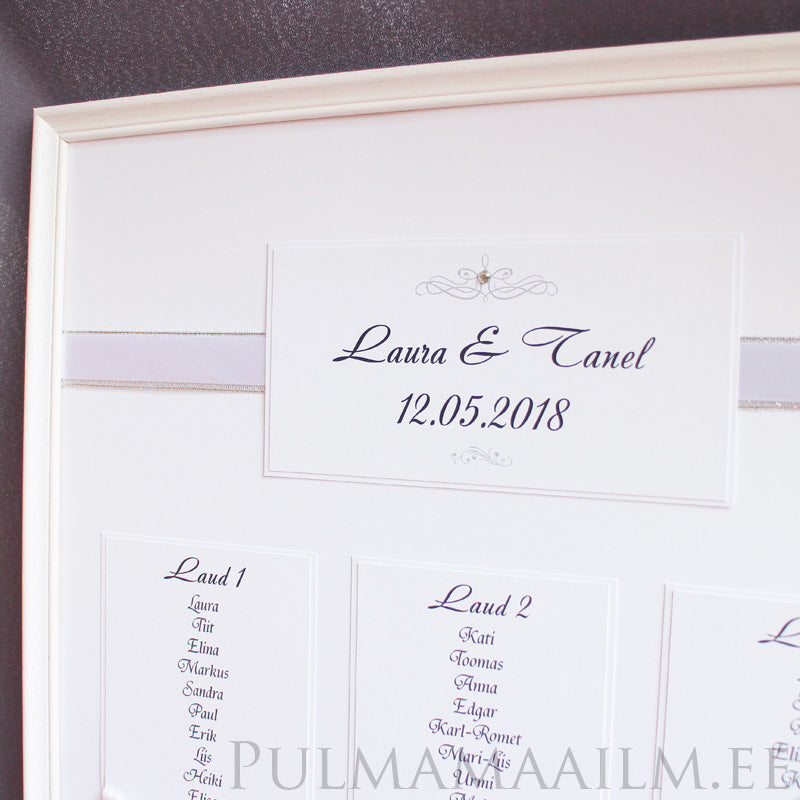 Laura & Tanel
12.05.2018
Laud 1
Laura
Tiit
Elina
Markus
Sandra
Paul
Erik
Liis
Heiki
Laud 2
Kati
Toomas
Anna
Edgar
Karl-Romet
Mari-Liis
Urmi
PULMAMAAILM.EE